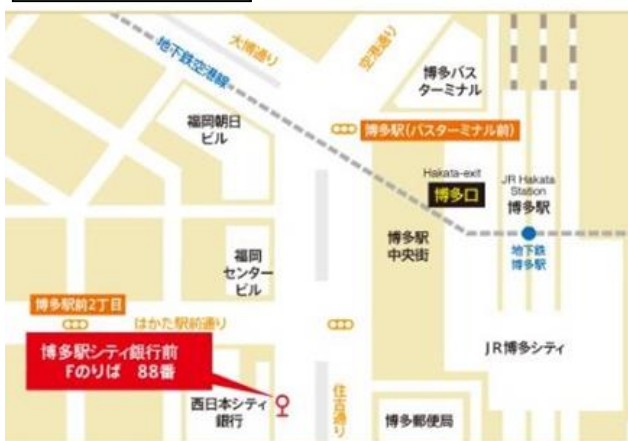 地下鉄空港線
大博通り
空港通り
博多バス
ターミナル
福岡朝日
ビル
博多駅(バスターミナル前)
Hakata-exit
博多口
JR Hakata
Station
博多駅
地下鉄
博多駅
博多駅
中央街
福岡
センター
ビル
博多駅前2丁目
はかた駅前通り
JR博多シティ
博多駅シティ銀行前
Fのりば 88番
西日本シティ
銀行
住吉通り
博多郵便局